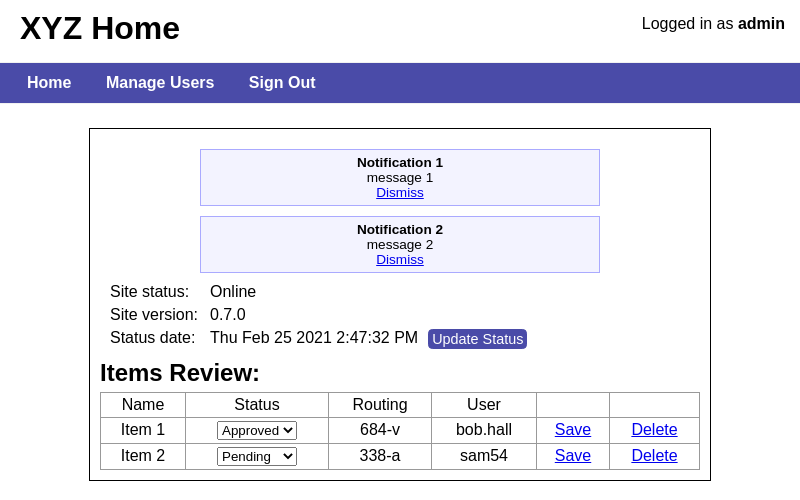 XYZ Home
Logged in as admin
Home Manage Users Sign Out
Notification 1
message 1
Dismiss
Notification 2
message 2
Dismiss
Site status: Online
Site version: 0.7.0
Status date: Thu Feb 25 2021 2:47:32 PM Update Status
Items Review:
Name Status Routing User
Item 1 Approved 684-v bob.hall Save Delete
Item 2 Pending 338-a sam54 Save Delete